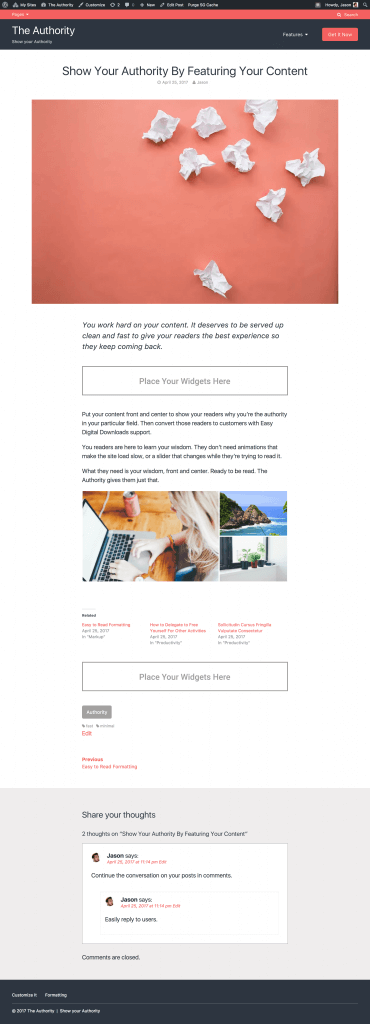 My Sites The Authority Customize 2 0 New Edit Post Purge SG Cache Howdy, Jason
Pages Search
The Authority
Show your Authority
Features Get It Now
Show Your Authority By Featuring Your Content
April 25, 2017 Jason
You work hard on your content. It deserves to be served up
clean and fast to give your readers the best experience so
they keep coming back.
Place Your Widgets Here
Put your content front and center to show your readers why you're the authority
in your particular field. Then convert those readers to customers with Easy
Digital Downloads support.
You readers are here to learn your wisdom. They don't need animations that
make the site load slow, or a slider that changes while they're trying to read it.
What they need is your wisdom, front and center. Ready to be read. The
Authority gives them just that.
Related
Easy to Read Formatting
April 25, 2017
In "Markup"
How to Delegate to Free
Yourself For Other Activities
April 25, 2017
In "Productivity"
Sollicitudin Cursus Fringilla
Vulputate Consectetur
April 25, 2017
In "Productivity"
Place Your Widgets Here
Authority
minimal
Edit
Previous
Easy to Read Formatting
Share your thoughts
2 thoughts on "Show Your Authority By Featuring Your Content"
Jason says:
April 25, 2017 at 11:14 pm Edit
Continue the conversation on your posts in comments.
Jason says:
April 25, 2017 at 11:14 pm Edit
Easily reply to users.
Comments are closed.
Customize It Formatting
© 2017 The Authority | Show your Authority